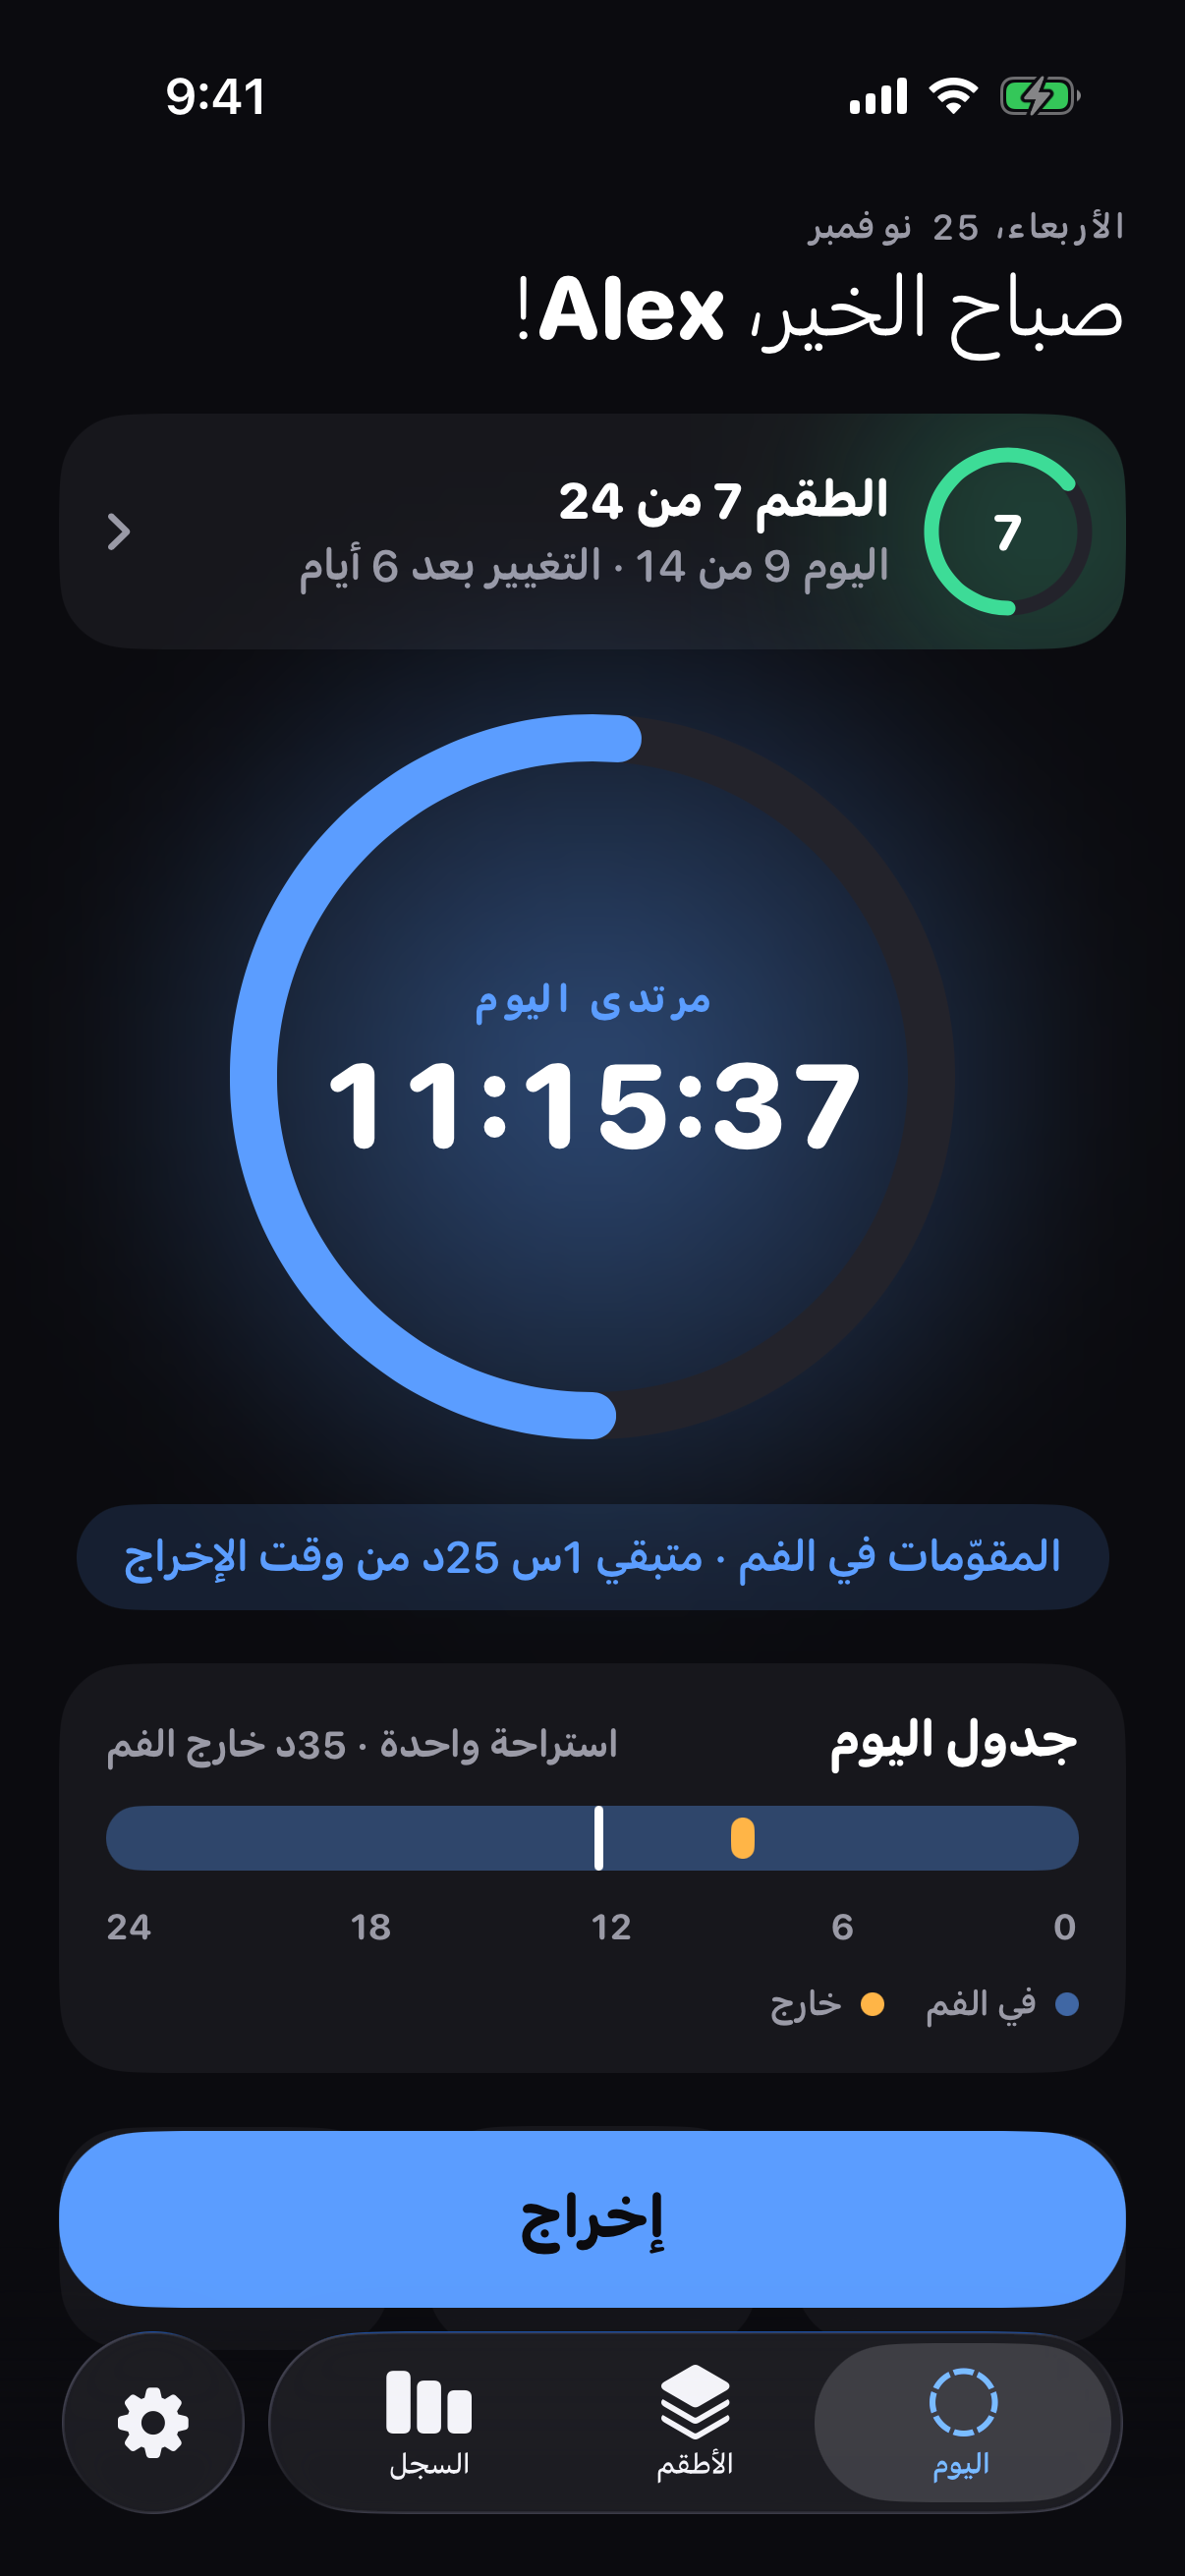 9:41
الأربعاء، 25 نوفمبر
صباح الخير، Alex!
7
الطقم 7 من 24
اليوم 9 من 14 · التغيير بعد 6 أيام
مرتدى اليوم
11:15:37
المقوّمات في الفم · متبقي 1س 25د من وقت الإخراج
جدول اليوم
استراحة واحدة · 35د خارج الفم
0 6 12 18 24
في الفم خارج
إخراج
اليوم الأطقم السجل